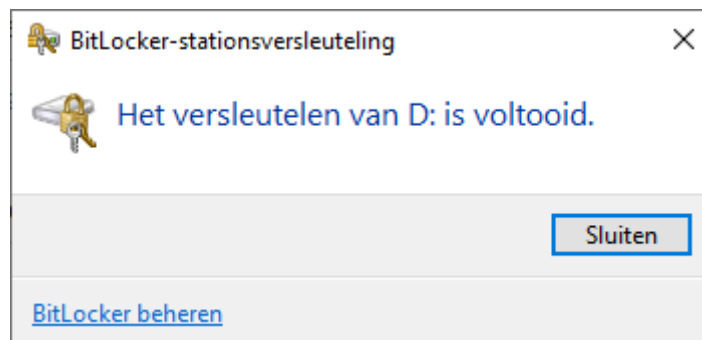 BitLocker-stationsversleuteling
Het versleutelen van D: is voltooid.
Sluiten
BitLocker beheren